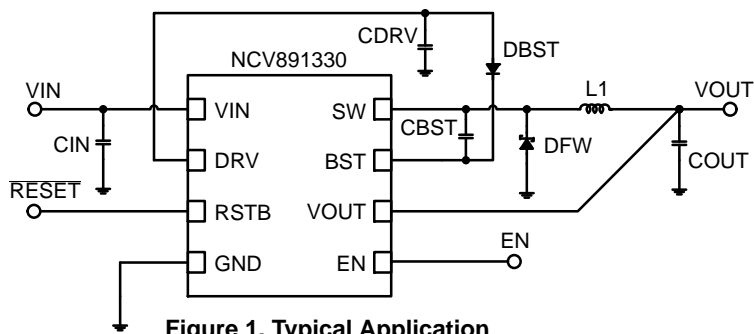 CDRV
DBST
NCV891330
VIN
L1
VOUT
VIN
SW
CIN
CBST
DFW
DRV
BST
COUT
RESET
RSTB
VOUT
EN
GND
EN
Figure 1. Typical Application